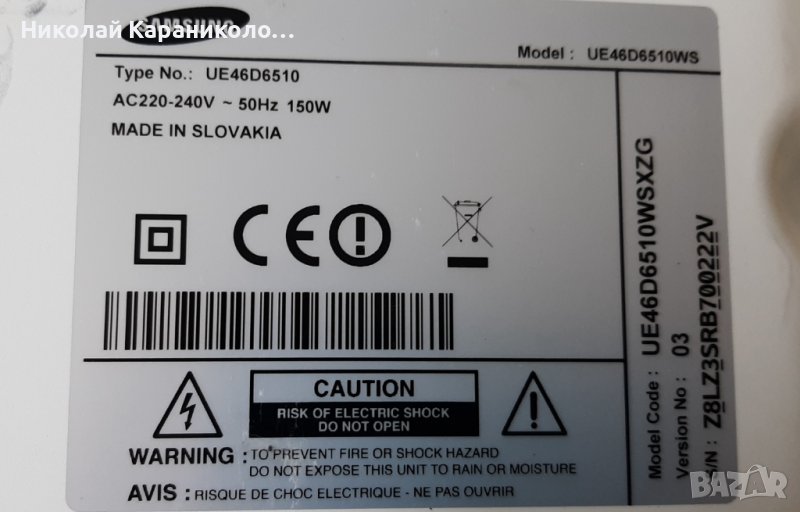 Николай Караниколо...
SAMSUNG
Model : UE46D6510WS
Type No.: UE46D6510
AC220-240V ~ 50Hz 150W
MADE IN SLOVAKIA
CE
CAUTION
RISK OF ELECTRIC SHOCK
DO NOT OPEN
WARNING : TO PREVENT FIRE OR SHOCK HAZARD
DO NOT EXPOSE THIS UNIT TO RAIN OR MOISTURE
AVIS : RISQUE DE CHOC ELECTRIQUE - NE PAS OUVRIR
Model Code : UE46D6510WSXZG
Version No : 03
S/N : Z8LZ3SRB700222V
BAZAR